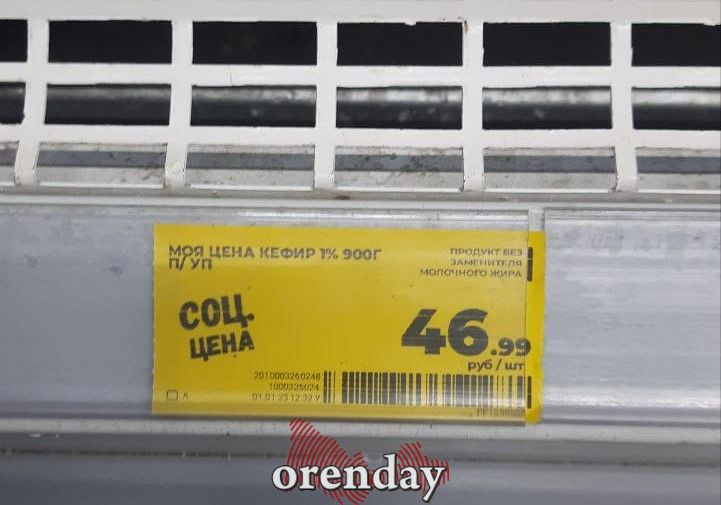 МОЯ ЦЕНА КЕФИР 1% 900Г
П/УП
ПРОДУКТ БЕЗ
ЗАМЕНИТЕЛЯ
МОЛОЧНОГО ЖИРА
СОЦ.
ЦЕНА
46.99
руб / шт
2010003260248
1000326024
01.01.23 12:32 У
А
orenday